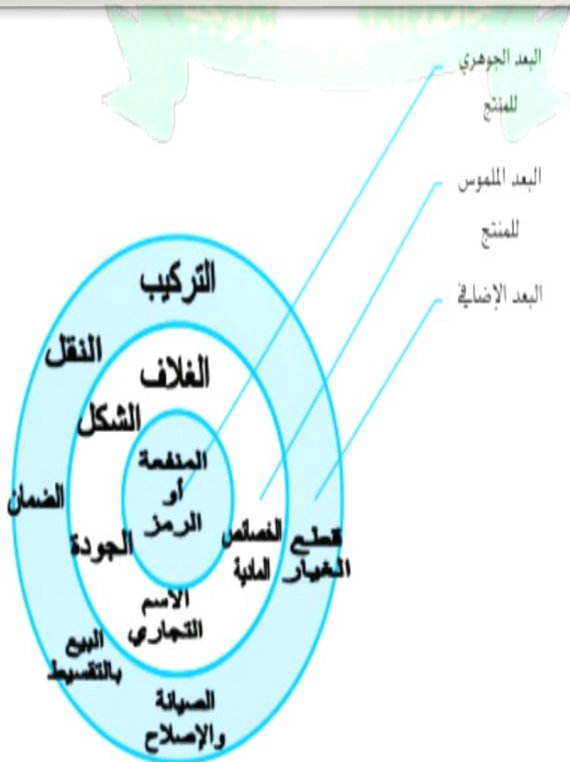 البعد الجوهري
للمنتج
البعد الملموس
للمنتج
البعد الإضافي
التركيب
النقل
الغلاف
الشكل
المنفعة
أو
الرمز
الضمان
الجودة
الخصائص
المادية
قطع
الغيار
الاسم
التجاري
البيع
بالتقسيط
الصيانة
والإصلاح